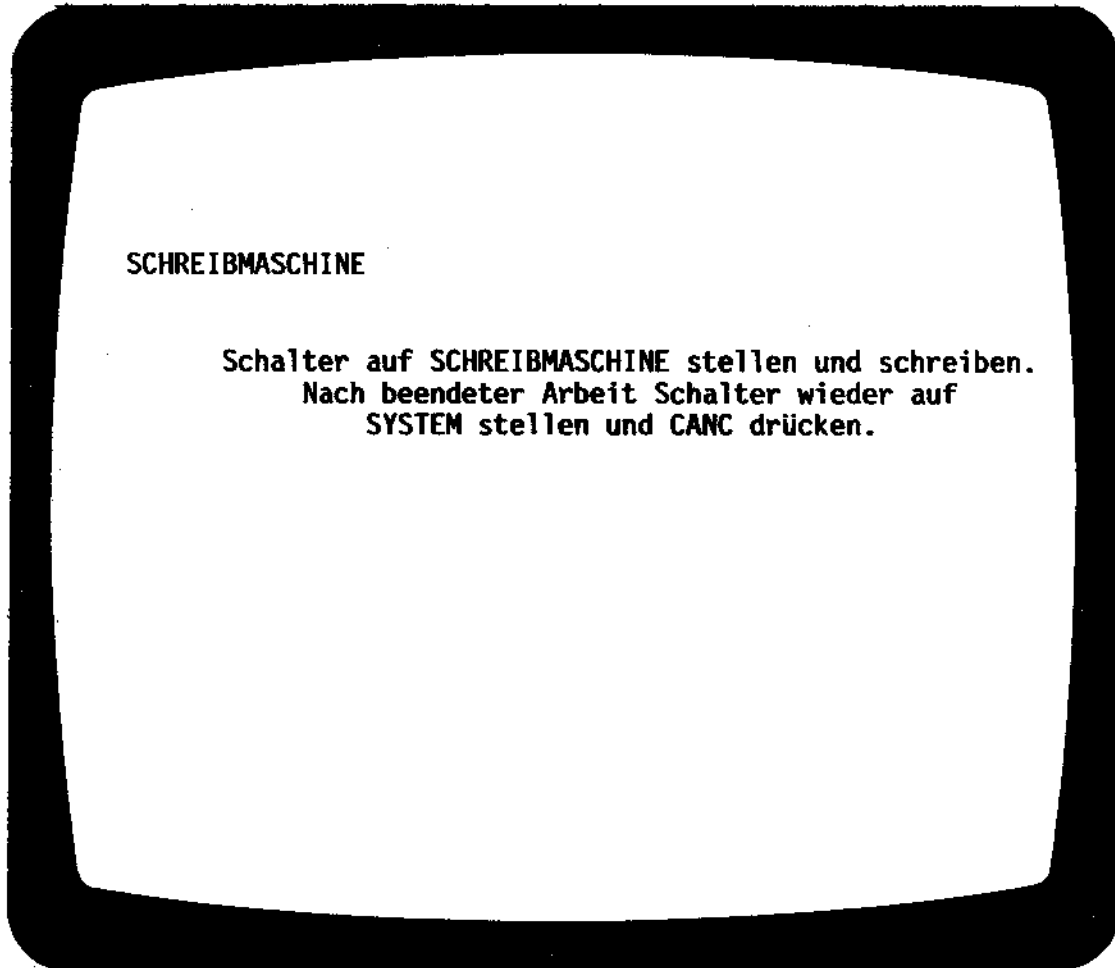 SCHREIBMASCHINE
Schalter auf SCHREIBMASCHINE stellen und schreiben.
Nach beendeter Arbeit Schalter wieder auf
SYSTEM stellen und CANC drücken.